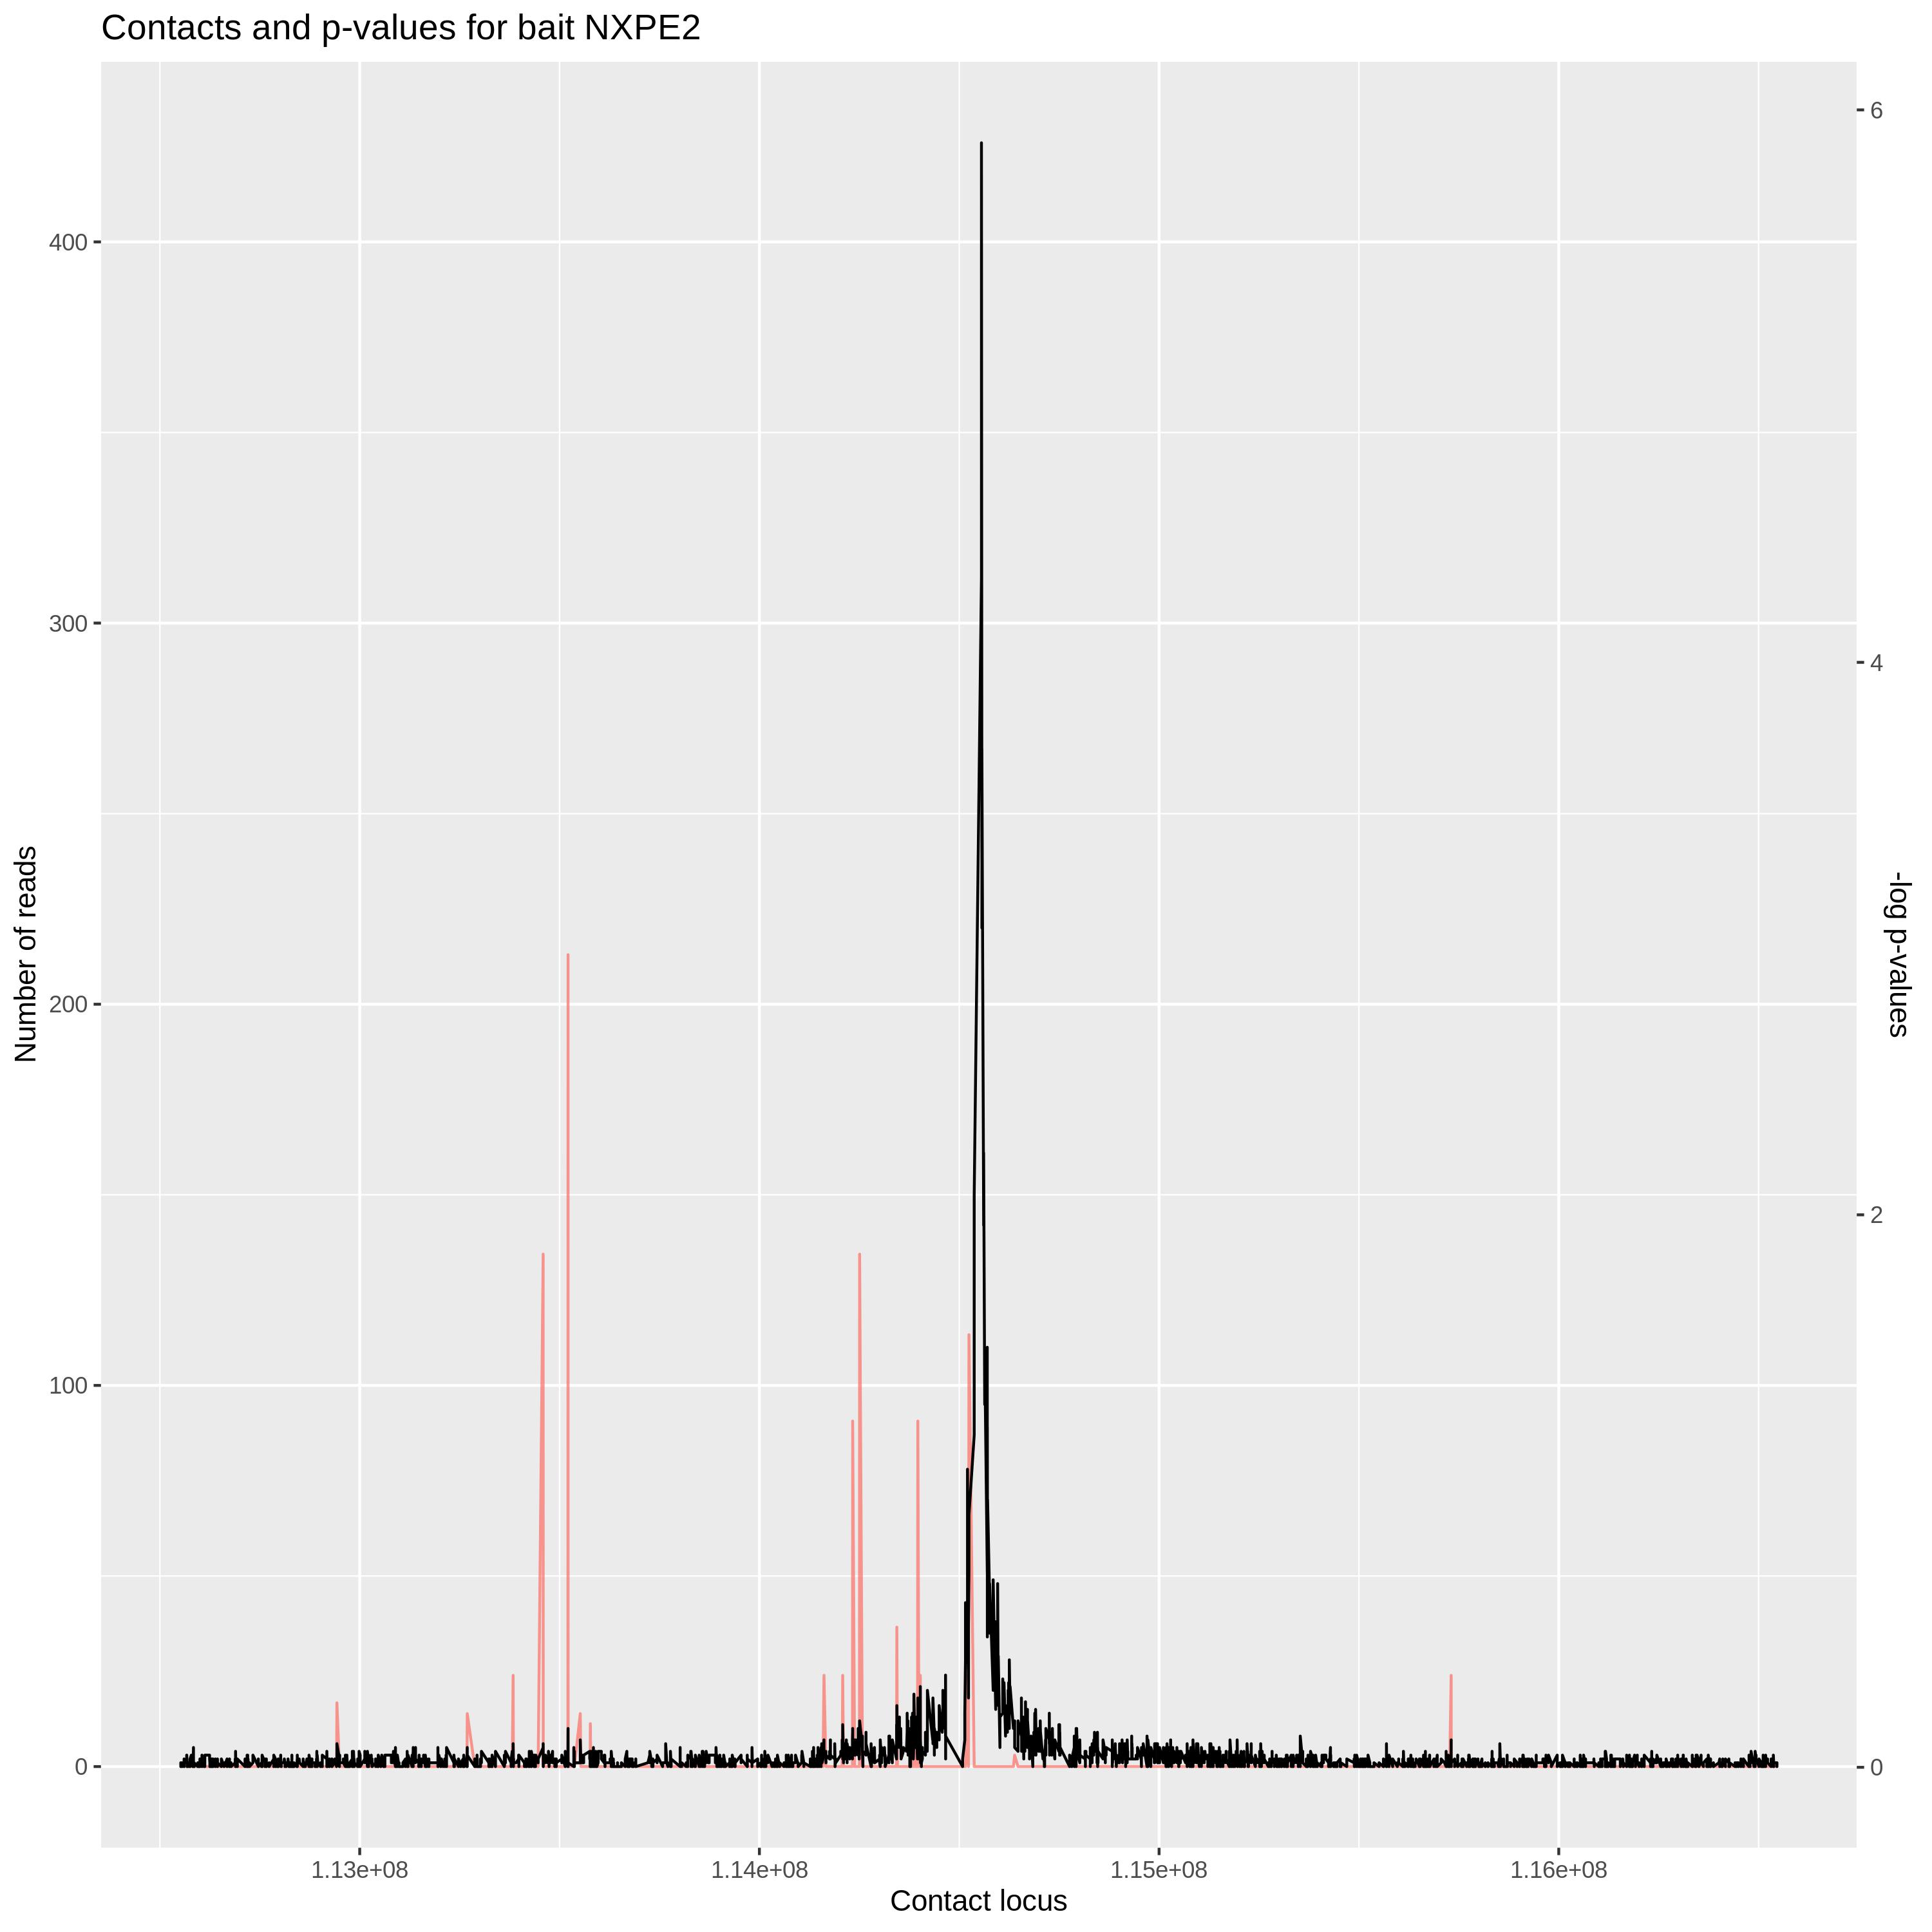 Contacts and p-values for bait NXPE2
6
400
300
4
Number of reads
-log p-values
200
2
100
0
0
1.13e+08
1.14e+08
1.15e+08
1.16e+08
Contact locus